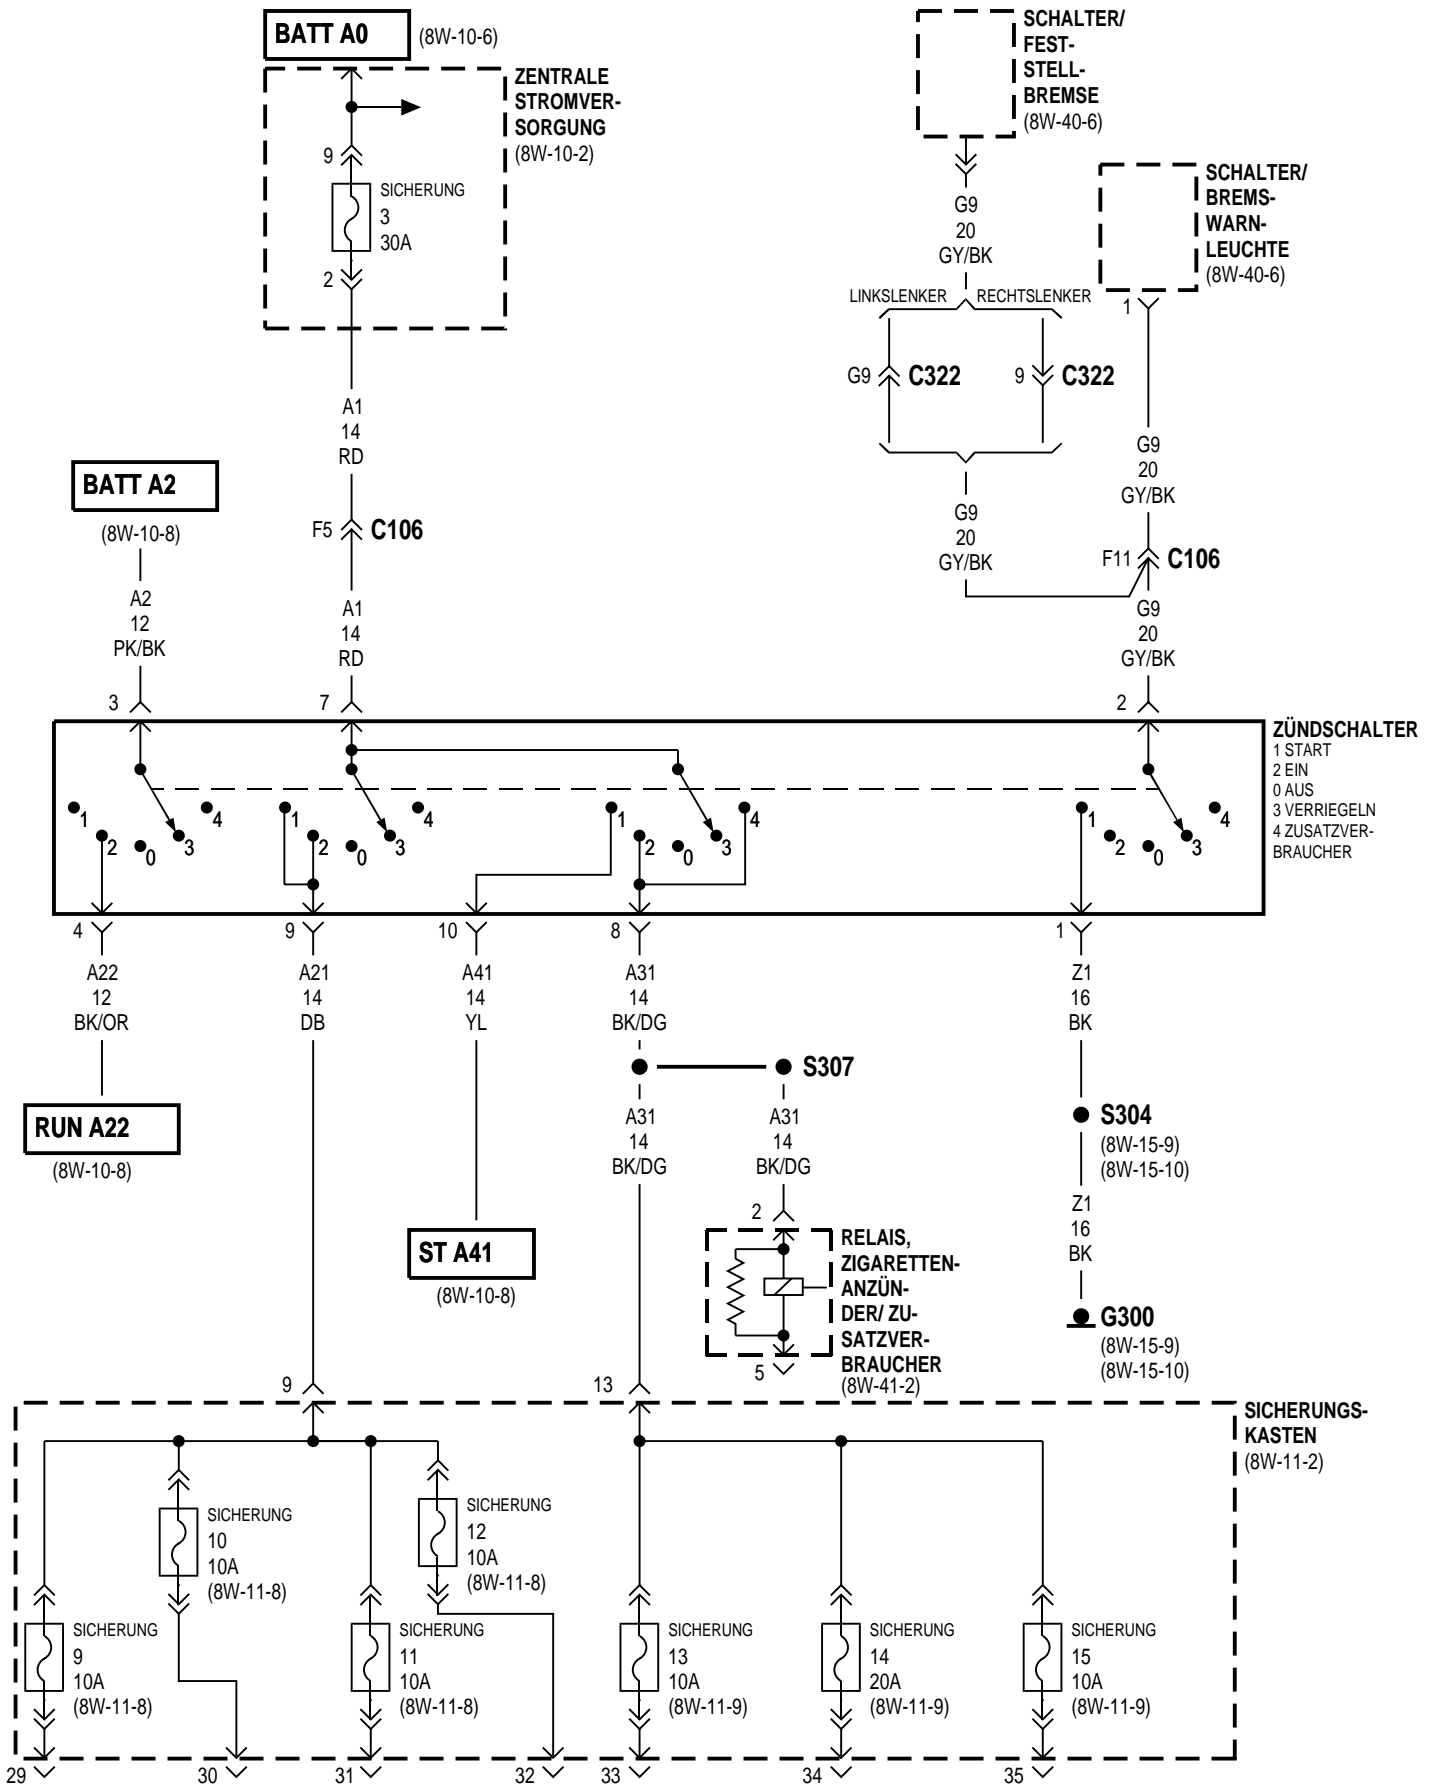 BATT A0
(8W-10-6)
ZENTRALE
STROMVER-
SORGUNG
(8W-10-2)
9
SICHERUNG
3
30A
2
SCHALTER/
FEST-
STELL-
BREMSE
(8W-40-6)
SCHALTER/
BREMS-
WARN-
LEUCHTE
(8W-40-6)
G9
20
GY/BK
LINKSLENKER
RECHTSLENKER
1
G9
C322
9
C322
A1
14
RD
G9
20
GY/BK
BATT A2
(8W-10-8)
F5
C106
G9
20
GY/BK
F11
C106
A2
12
PK/BK
A1
14
RD
G9
20
GY/BK
3
7
2
ZÜNDSCHALTER
1 START
2 EIN
0 AUS
3 VERRIEGELN
4 ZUSATZVER-
BRAUCHER
1
2
0
3
4
1
2
0
3
4
1
2
0
3
4
1
2
0
3
4
4
9
10
8
1
A22
12
BK/OR
A21
14
DB
A41
14
YL
A31
14
BK/DG
Z1
16
BK
S307
RUN A22
(8W-10-8)
A31
14
BK/DG
A31
14
BK/DG
S304
(8W-15-9)
(8W-15-10)
Z1
16
BK
ST A41
(8W-10-8)
2
RELAIS,
ZIGARETTEN-
ANZÜN-
DER/ ZU-
SATZVER-
BRAUCHER
(8W-41-2)
5
G300
(8W-15-9)
(8W-15-10)
9
13
SICHERUNGS-
KASTEN
(8W-11-2)
SICHERUNG
10
10A
(8W-11-8)
SICHERUNG
12
10A
(8W-11-8)
SICHERUNG
9
10A
(8W-11-8)
SICHERUNG
11
10A
(8W-11-8)
SICHERUNG
13
10A
(8W-11-9)
SICHERUNG
14
20A
(8W-11-9)
SICHERUNG
15
10A
(8W-11-9)
29
30
31
32
33
34
35